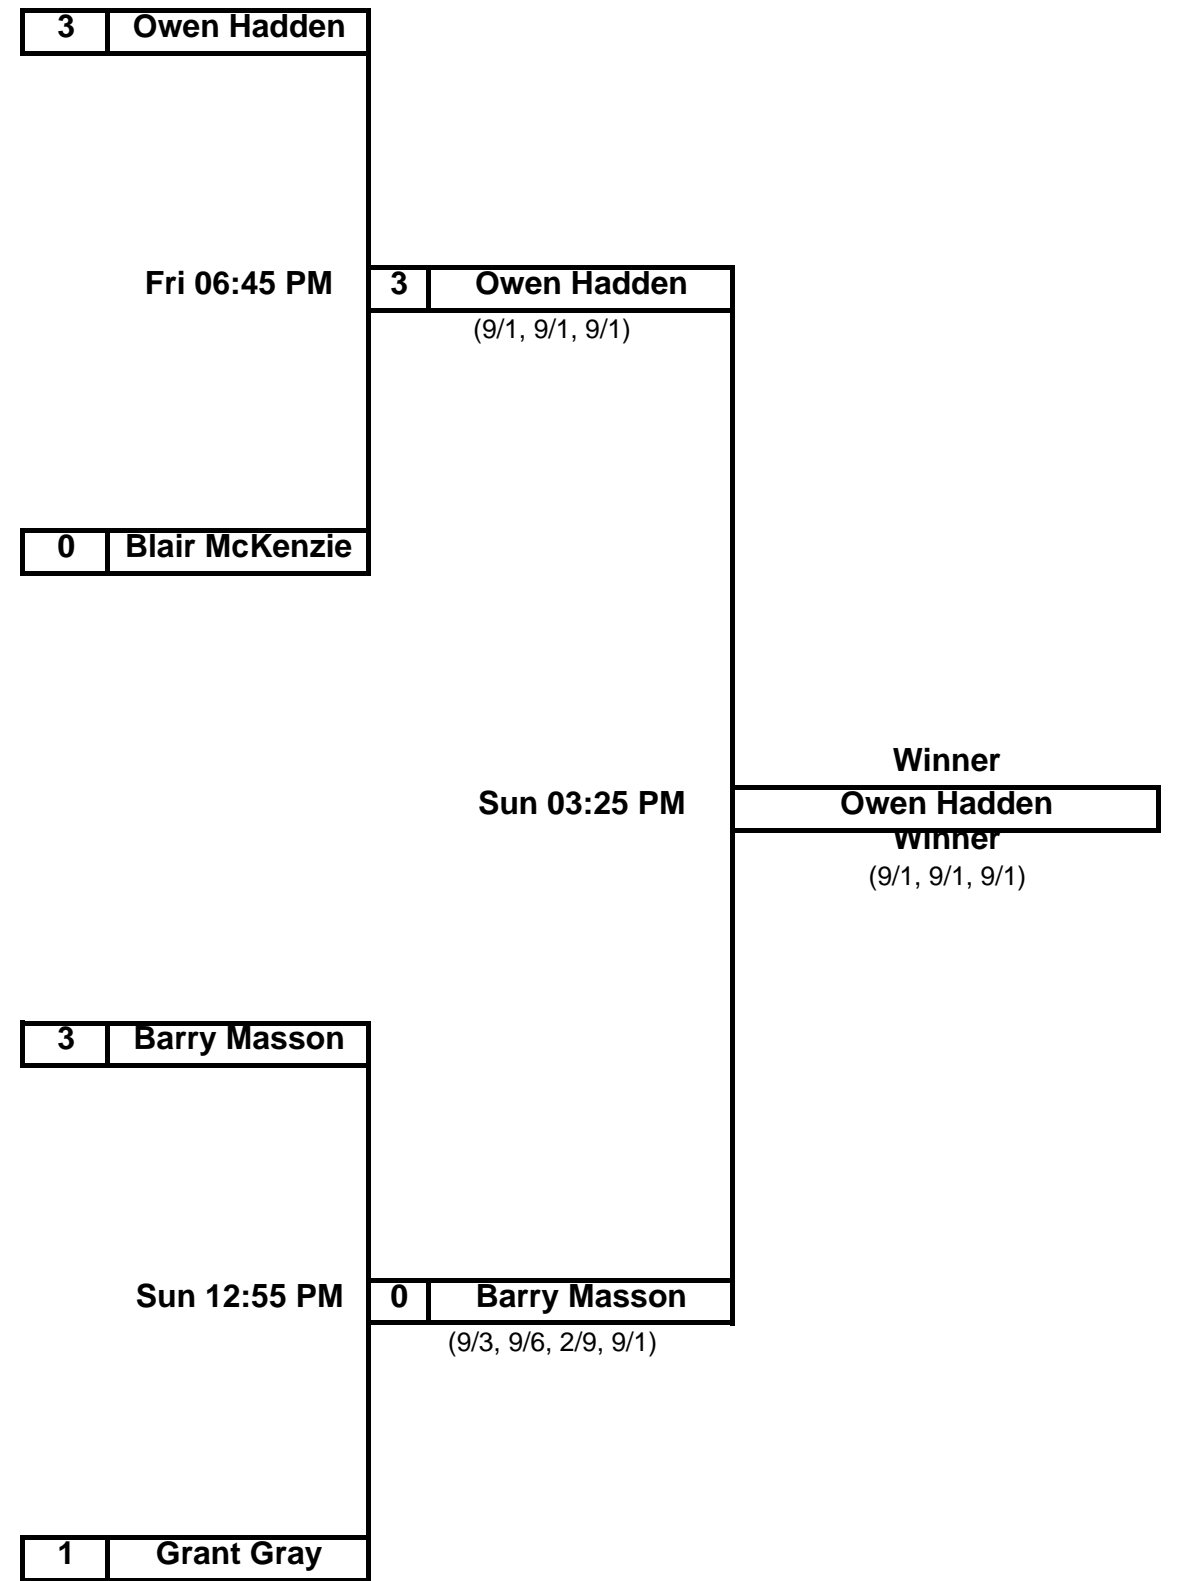 3 Owen Hadden
Fri 06:45 PM 3 Owen Hadden
(9/1, 9/1, 9/1)
0 Blair McKenzie
Winner
Sun 03:25 PM Owen Hadden
Winner
(9/1, 9/1, 9/1)
3 Barry Masson
Sun 12:55 PM 0 Barry Masson
(9/3, 9/6, 2/9, 9/1)
1 Grant Gray